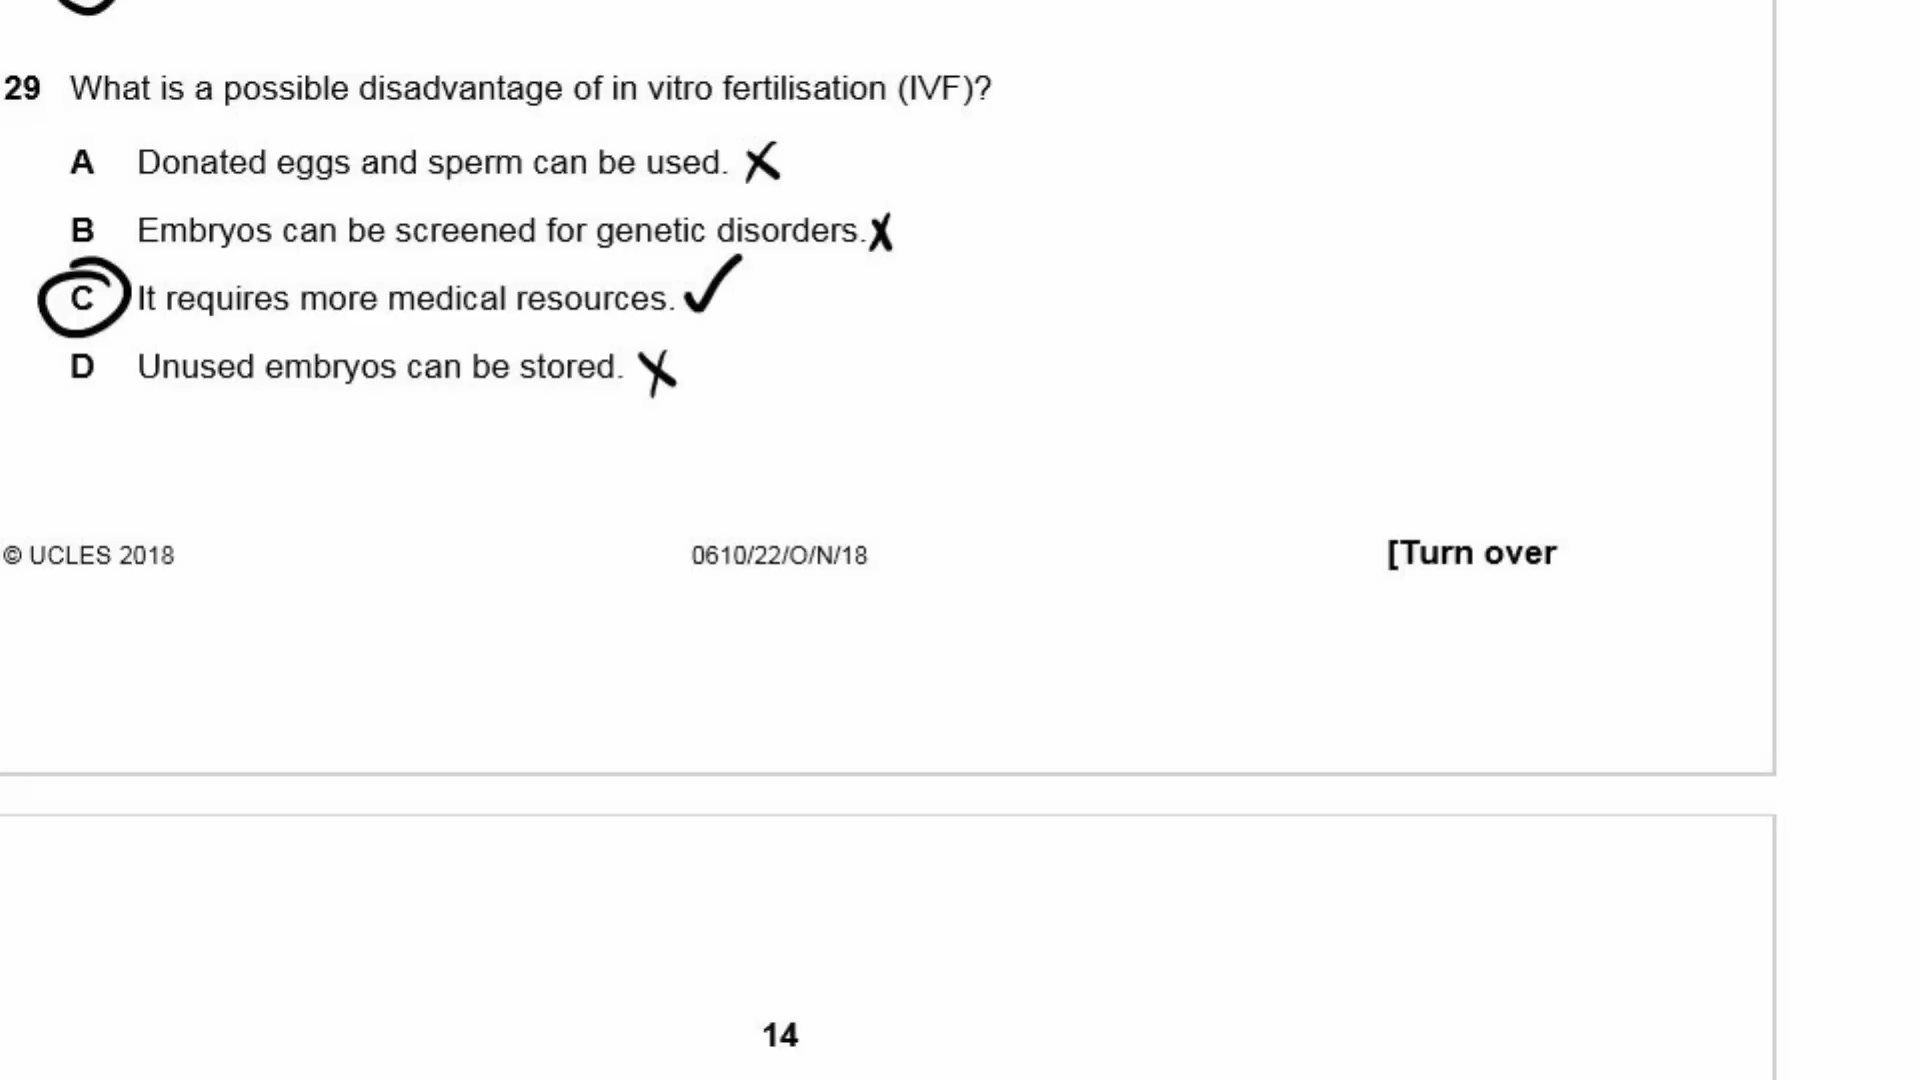 29 What is a possible disadvantage of in vitro fertilisation (IVF)?
A Donated eggs and sperm can be used.
B Embryos can be screened for genetic disorders.
C It requires more medical resources.
D Unused embryos can be stored.
© UCLES 2018 0610/22/O/N/18 [Turn over
14